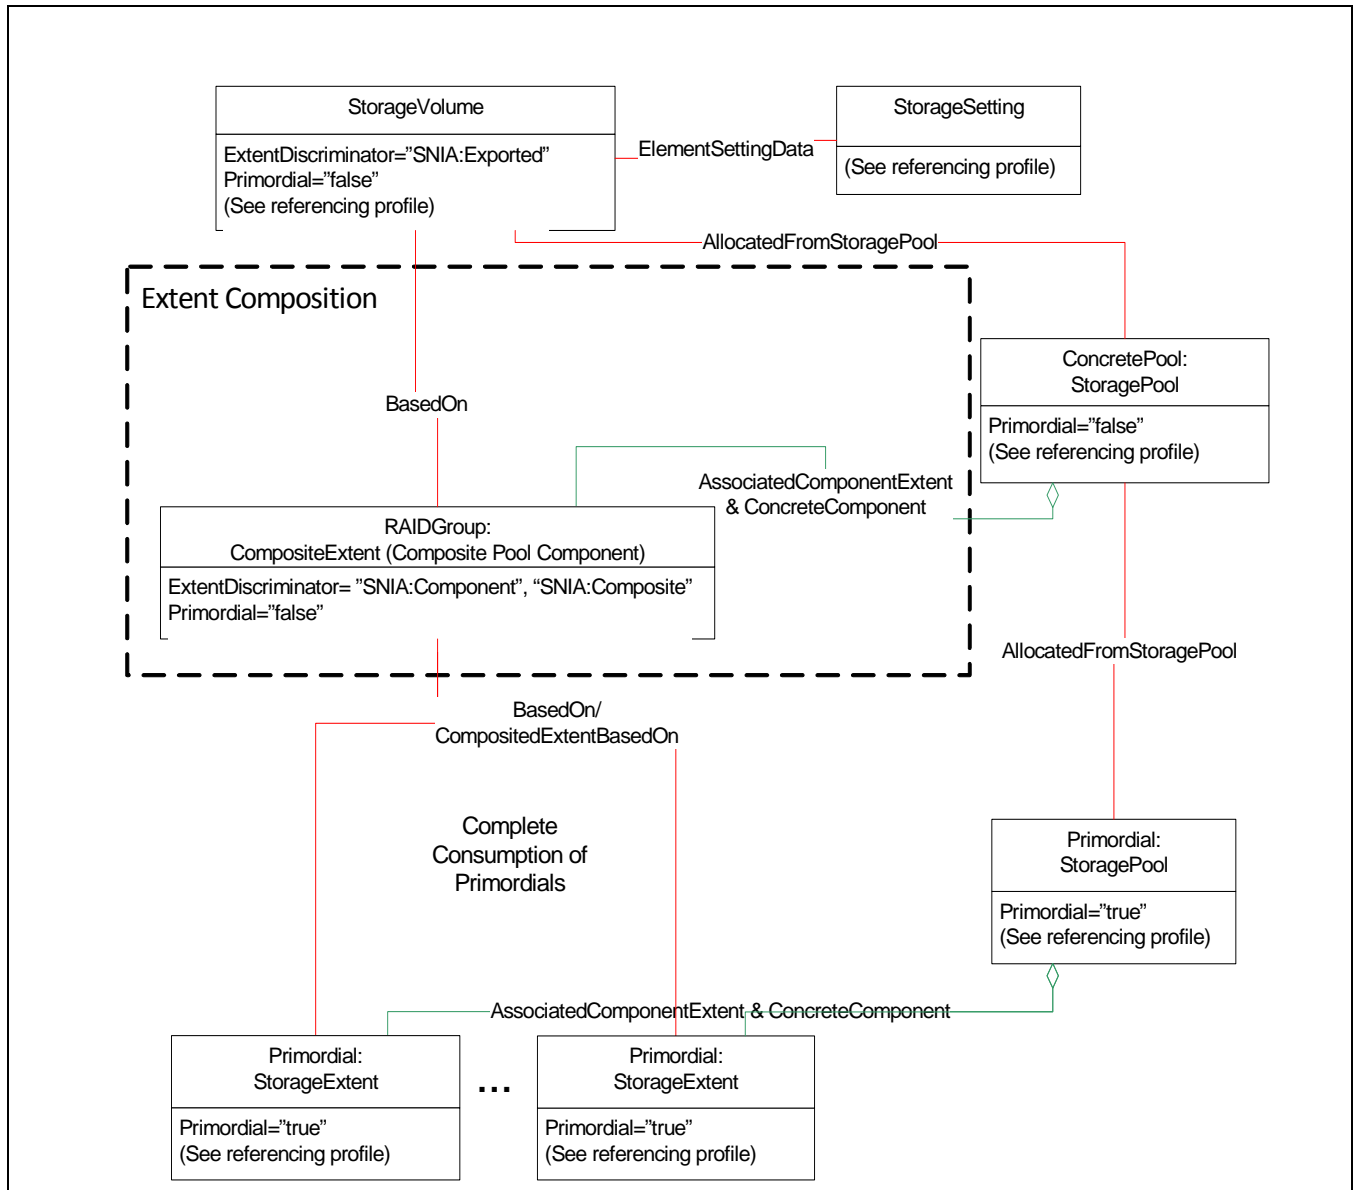 StorageVolume
ExtentDiscriminator=”SNIA:Exported”
Primordial=”false”
(See referencing profile)
ElementSettingData
StorageSetting
(See referencing profile)
AllocatedFromStoragePool
Extent Composition
BasedOn
ConcretePool:
StoragePool
Primordial=”false”
(See referencing profile)
AssociatedComponentExtent
& ConcreteComponent
RAIDGroup:
CompositeExtent (Composite Pool Component)
ExtentDiscriminator= ”SNIA:Component”, “SNIA:Composite”
Primordial=”false”
AllocatedFromStoragePool
BasedOn/
CompositedExtentBasedOn
Complete
Consumption of
Primordials
Primordial:
StoragePool
Primordial=”true”
(See referencing profile)
AssociatedComponentExtent & ConcreteComponent
Primordial:
StorageExtent
Primordial=”true”
(See referencing profile)
...
Primordial:
StorageExtent
Primordial=”true”
(See referencing profile)